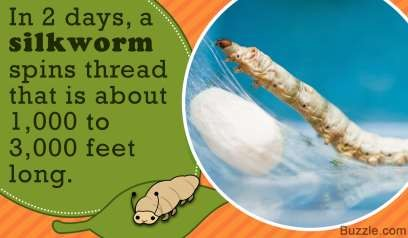 In 2 days, a
silkworm
spins thread
that is about
1,000 to
3,000 feet
long.
Buzzle.com